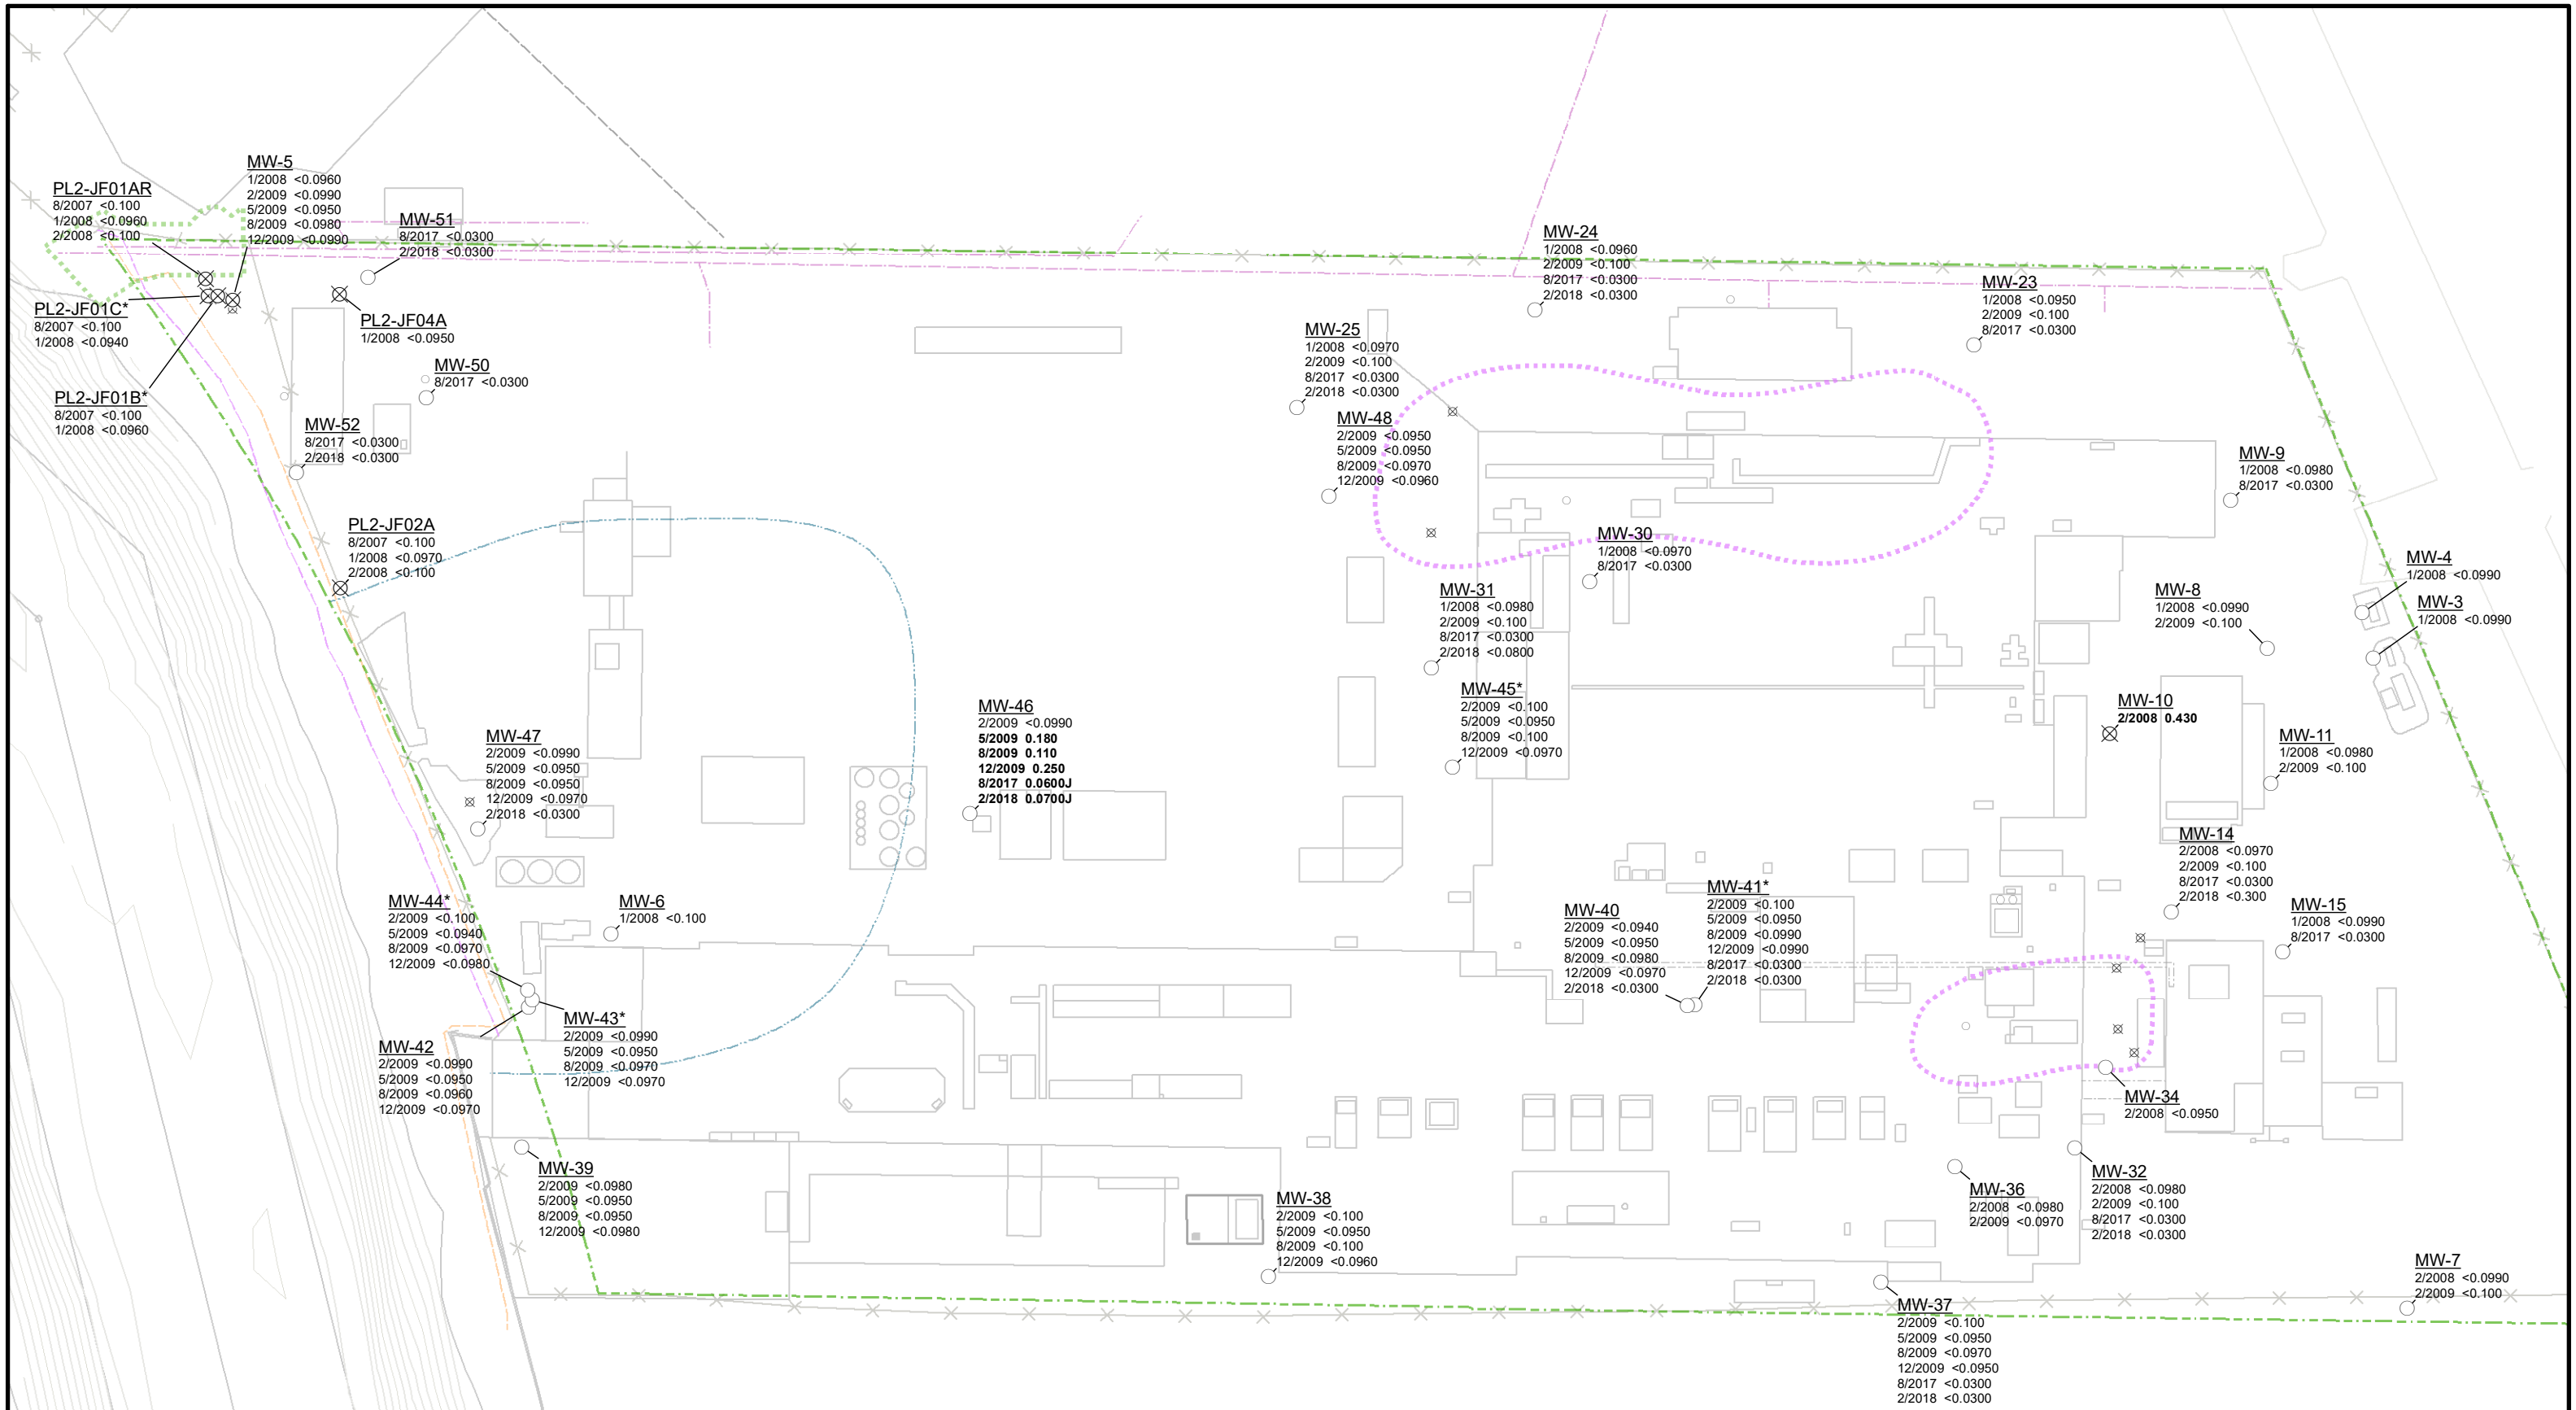 MW-5
1/2008 <0.0960
2/2009 <0.0990
5/2009 <0.0950
8/2009 <0.0980
12/2009 <0.0990
PL2-JF01AR
8/2007 <0.100
1/2008 <0.0960
2/2008 <0.100
MW-51
8/2017 <0.0300
2/2018 <0.0300
MW-24
1/2008 <0.0960
2/2009 <0.100
8/2017 <0.0300
2/2018 <0.0300
MW-23
1/2008 <0.0950
2/2009 <0.100
8/2017 <0.0300
PL2-JF01C*
8/2007 <0.100
1/2008 <0.0940
PL2-JF04A
1/2008 <0.0950
MW-25
1/2008 <0.0970
2/2009 <0.100
8/2017 <0.0300
2/2018 <0.0300
MW-50
8/2017 <0.0300
PL2-JF01B*
8/2007 <0.100
1/2008 <0.0960
MW-52
8/2017 <0.0300
2/2018 <0.0300
MW-48
2/2009 <0.0950
5/2009 <0.0950
8/2009 <0.0970
12/2009 <0.0960
MW-9
1/2008 <0.0980
8/2017 <0.0300
PL2-JF02A
8/2007 <0.100
1/2008 <0.0970
2/2008 <0.100
MW-30
1/2008 <0.0970
8/2017 <0.0300
MW-4
1/2008 <0.0990
MW-31
1/2008 <0.0980
2/2009 <0.100
8/2017 <0.0300
2/2018 <0.0800
MW-8
1/2008 <0.0990
2/2009 <0.100
MW-3
1/2008 <0.0990
MW-45*
2/2009 <0.100
5/2009 <0.0950
8/2009 <0.100
12/2009 <0.0970
MW-10
2/2008 0.430
MW-46
2/2009 <0.0990
5/2009 0.180
8/2009 0.110
12/2009 0.250
8/2017 0.0600J
2/2018 0.0700J
MW-47
2/2009 <0.0990
5/2009 <0.0950
8/2009 <0.0950
12/2009 <0.0970
2/2018 <0.0300
MW-11
1/2008 <0.0980
2/2009 <0.100
MW-14
2/2008 <0.0970
2/2009 <0.100
8/2017 <0.0300
2/2018 <0.300
MW-44*
2/2009 <0.100
5/2009 <0.0940
8/2009 <0.0970
12/2009 <0.0980
MW-6
1/2008 <0.100
MW-40
2/2009 <0.0940
5/2009 <0.0950
8/2009 <0.0980
12/2009 <0.0970
2/2018 <0.0300
MW-41*
2/2009 <0.100
5/2009 <0.0950
8/2009 <0.0990
12/2009 <0.0990
8/2017 <0.0300
2/2018 <0.0300
MW-15
1/2008 <0.0990
8/2017 <0.0300
MW-43*
2/2009 <0.0990
5/2009 <0.0950
8/2009 <0.0970
12/2009 <0.0970
MW-42
2/2009 <0.0990
5/2009 <0.0950
8/2009 <0.0960
12/2009 <0.0970
MW-34
2/2008 <0.0950
MW-39
2/2009 <0.0980
5/2009 <0.0950
8/2009 <0.0950
12/2009 <0.0980
MW-38
2/2009 <0.100
5/2009 <0.0950
8/2009 <0.100
12/2009 <0.0960
MW-36
2/2008 <0.0980
2/2009 <0.0970
MW-32
2/2008 <0.0980
2/2009 <0.100
8/2017 <0.0300
2/2018 <0.0300
MW-7
2/2008 <0.0990
2/2009 <0.100
MW-37
2/2009 <0.100
5/2009 <0.0950
8/2009 <0.0970
12/2009 <0.0950
8/2017 <0.0300
2/2018 <0.0300